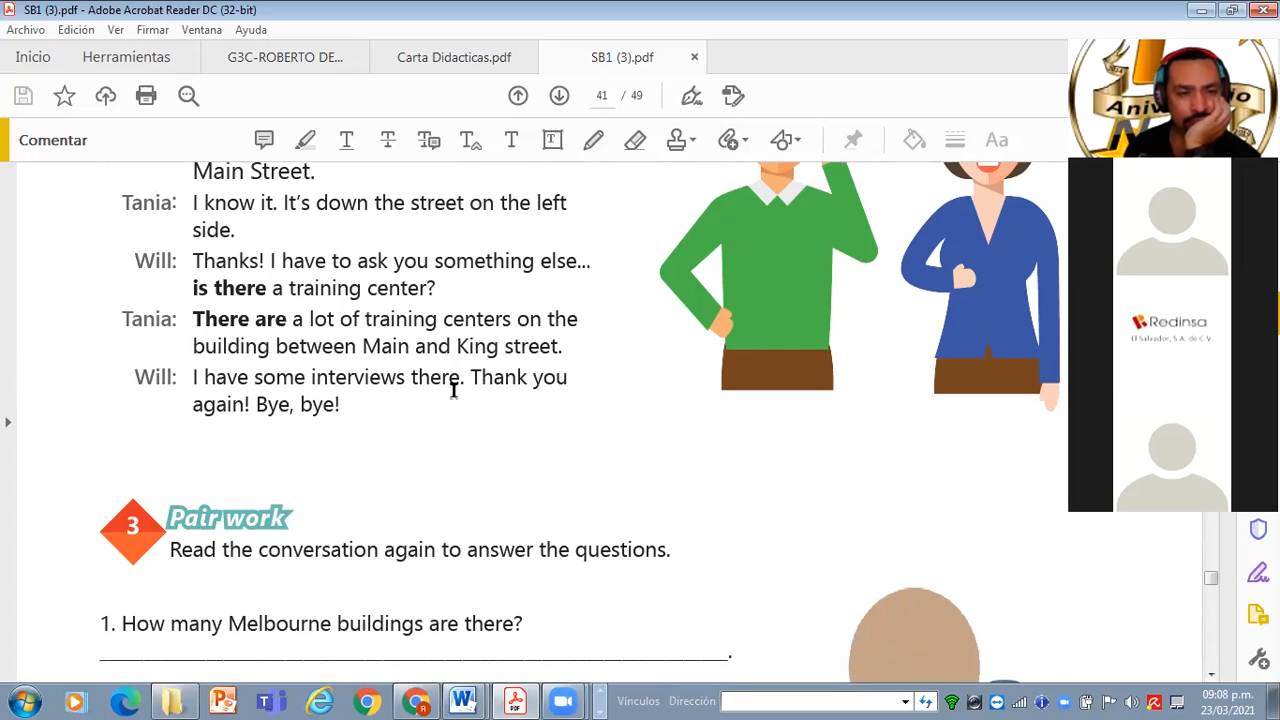 SB1 (3).pdf - Adobe Acrobat Reader DC (32-bit)
Archivo Edición Ver Firmar Ventana Ayuda
Inicio Herramientas G3C-ROBERTO DE... Carta Didacdcas.pdf SB1 (3).pdf ×
41 / 49
Comentar
Aniversario
Main Street.
Tania: I know it. It's down the street on the left
side.
Will: Thanks! I have to ask you something else...
is there a training center?
Tania: There are a lot of training centers on the
building between Main and King street.
Will: I have some interviews there. Thank you
again! Bye, bye!
Redinsa
El Salvador, S.A. de C.V.
3 Pair work
Read the conversation again to answer the questions.
1. How many Melbourne buildings are there?
Vínculos Dirección
09:08 p.m.
23/03/2021